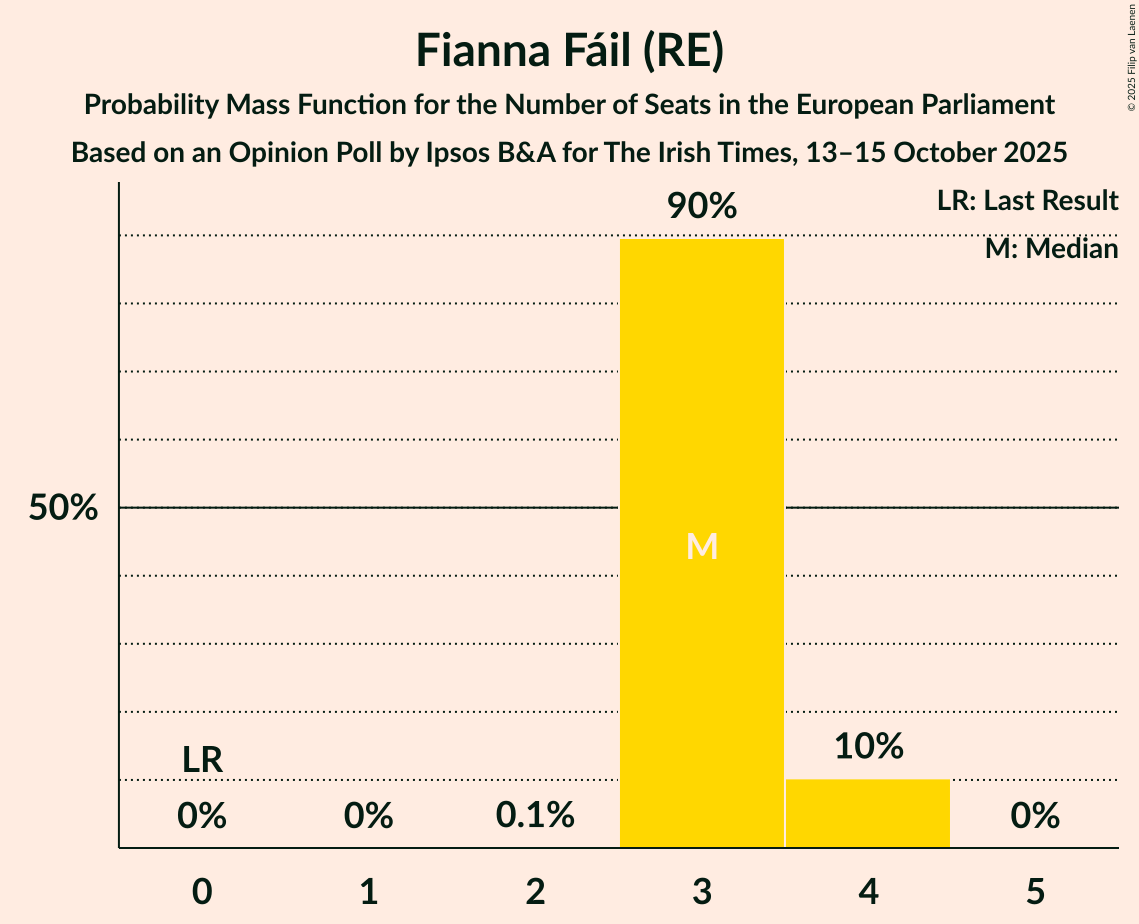 Fianna Fáil (RE)
Probability Mass Function for the Number of Seats in the European Parliament
Based on an Opinion Poll by Ipsos B&A for The Irish Times, 13–15 October 2025
© 2025 Filip van Laenen
LR: Last Result
M: Median
90%
50%
M
LR
10%
0%
0%
0.1%
0%
0
1
2
3
4
5